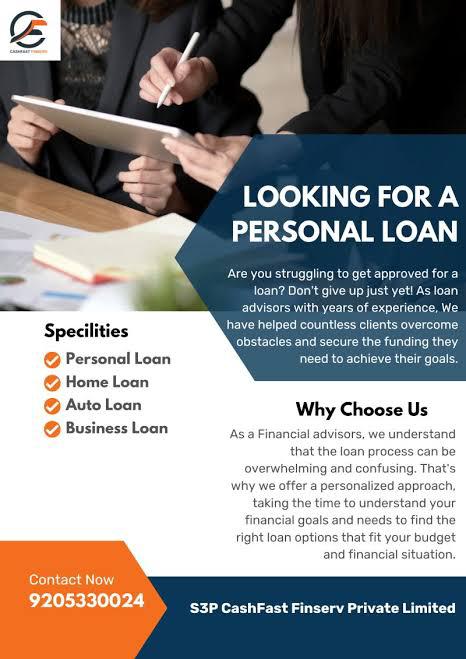 CASHFAST FINSERV
LOOKING FOR A
PERSONAL LOAN
Are you struggling to get approved for a
loan? Don't give up just yet! As loan
advisors with years of experience, We
have helped countless clients overcome
obstacles and secure the funding they
need to achieve their goals.
Specilities
Personal Loan
Home Loan
Auto Loan
Business Loan
Why Choose Us
As a Financial advisors, we understand
that the loan process can be
overwhelming and confusing. That's
why we offer a personalized approach,
taking the time to understand your
financial goals and needs to find the
right loan options that fit your budget
and financial situation.
Contact Now
9205330024
S3P CashFast Finserv Private Limited